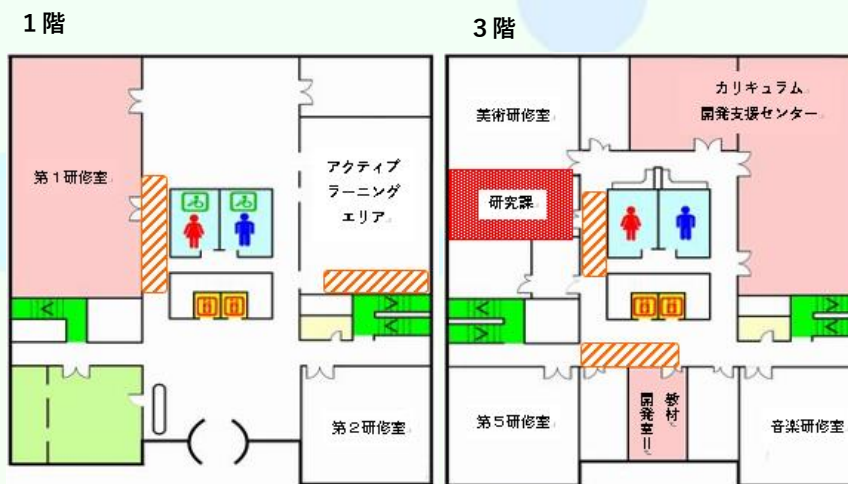 1階
3階
第1研修室
アクティブ
ラーニング
エリア
第2研修室
美術研修室
カリキュラム
開発支援センター
研究課
第5研修室
教材
開発室Ⅱ
音楽研修室